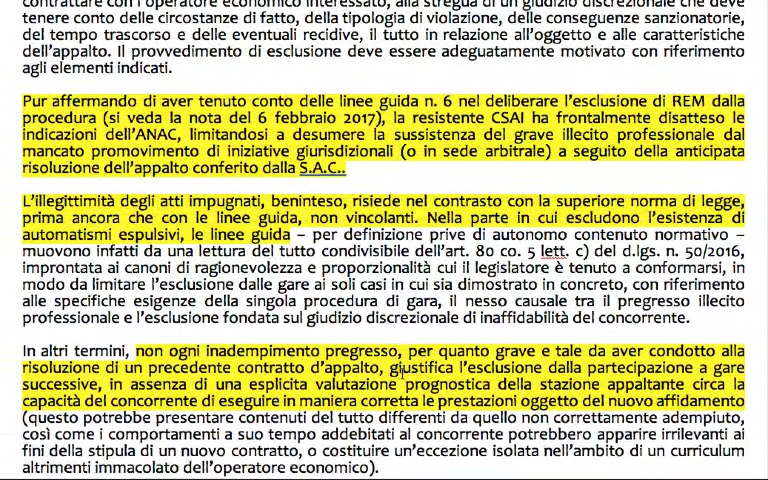 contrattare con l'operatore economico interessato, alla stregua di un giudizio discrezionale che deve
tenere conto delle circostanze di fatto, della tipologia di violazione, delle conseguenze sanzionatorie,
del tempo trascorso e delle eventuali recidive, il tutto in relazione all'oggetto e alle caratteristiche
dell'appalto. Il provvedimento di esclusione deve essere adeguatamente motivato con riferimento
agli elementi indicati.
Pur affermando di aver tenuto conto delle linee guida n. 6 nel deliberare l'esclusione di REM dalla
procedura (si veda la nota del 6 febbraio 2017), la resistente CSAI ha frontalmente disatteso le
indicazioni dell'ANAC, limitandosi a desumere la sussistenza del grave illecito professionale dal
mancato promovimento di iniziative giurisdizionali (o in sede arbitrale) a seguito della anticipata
risoluzione dell'appalto conferito dalla S.A.C..
L'illegittimità degli atti impugnati, beninteso, risiede nel contrasto con la superiore norma di legge,
prima ancora che con le linee guida, non vincolanti. Nella parte in cui escludono l'esistenza di
automatismi espulsivi, le linee guida – per definizione prive di autonomo contenuto normativo –
muovono infatti da una lettura del tutto condivisibile dell'art. 80 co. 5 lett. c) del d.lgs. n. 50/2016,
improntata ai canoni di ragionevolezza e proporzionalità cui il legislatore è tenuto a conformarsi, in
modo da limitare l'esclusione dalle gare ai soli casi in cui sia dimostrato in concreto, con riferimento
alle specifiche esigenze della singola procedura di gara, il nesso causale tra il pregresso illecito
professionale e l'esclusione fondata sul giudizio discrezionale di inaffidabilità del concorrente.
In altri termini, non ogni inadempimento pregresso, per quanto grave e tale da aver condotto alla
risoluzione di un precedente contratto d'appalto, giustifica l'esclusione dalla partecipazione a gare
successive, in assenza di una esplicita valutazione prognostica della stazione appaltante circa la
capacità del concorrente di eseguire in maniera corretta le prestazioni oggetto del nuovo affidamento
(questo potrebbe presentare contenuti del tutto differenti da quello non correttamente adempiuto,
così come i comportamenti a suo tempo addebitati al concorrente potrebbero apparire irrilevanti ai
fini della stipula di un nuovo contratto, o costituire un'eccezione isolata nell'ambito di un curriculum
altrimenti immacolato dell'operatore economico).